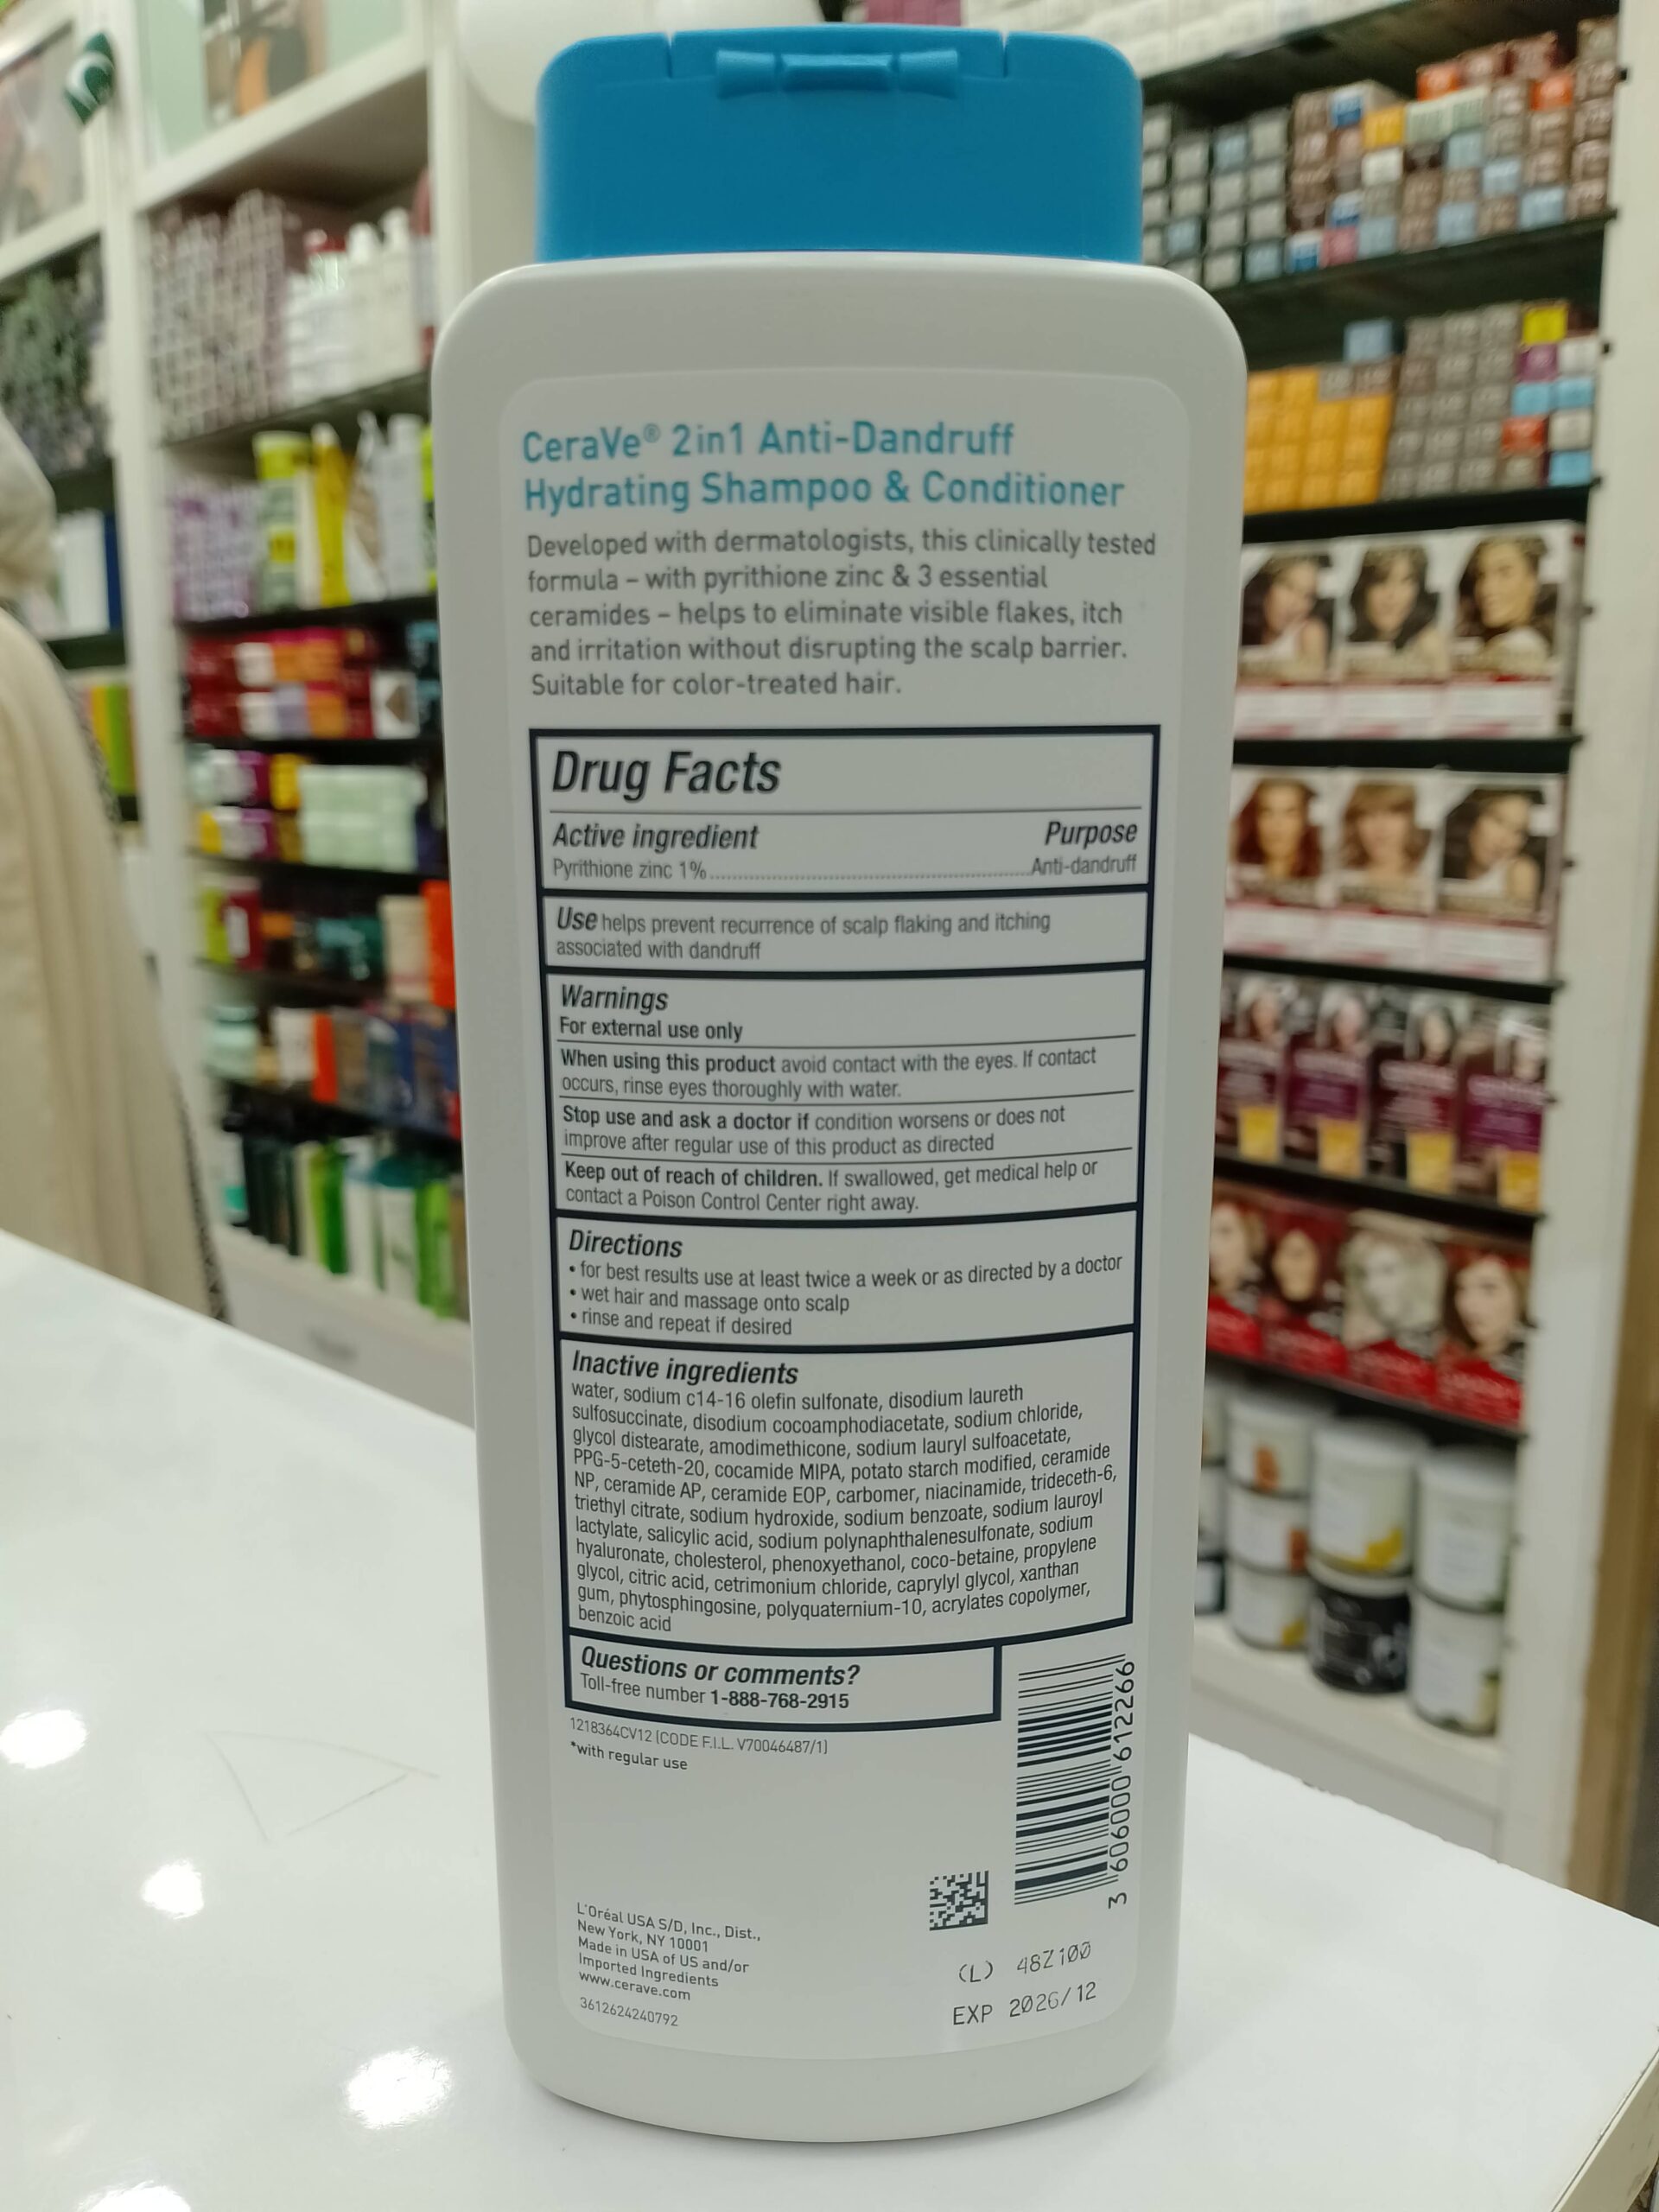 CeraVe® 2in1 Anti-Dandruff
Hydrating Shampoo & Conditioner
Developed with dermatologists, this clinically tested
formula – with pyrithione zinc & 3 essential
ceramides – helps to eliminate visible flakes, itch
and irritation without disrupting the scalp barrier.
Suitable for color-treated hair.
Drug Facts
Active ingredient Purpose
Pyrithione zinc 1%......................................................Anti-dandruff
Use helps prevent recurrence of scalp flaking and itching
associated with dandruff
Warnings
For external use only
When using this product avoid contact with the eyes. If contact
occurs, rinse eyes thoroughly with water.
Stop use and ask a doctor if condition worsens or does not
improve after regular use of this product as directed
Keep out of reach of children. If swallowed, get medical help or
contact a Poison Control Center right away.
Directions
• for best results use at least twice a week or as directed by a doctor
• wet hair and massage onto scalp
• rinse and repeat if desired
Inactive ingredients
water, sodium c14-16 olefin sulfonate, disodium laureth
sulfosuccinate, disodium cocoamphodiacetate, sodium chloride,
glycol distearate, amodimethicone, sodium lauryl sulfoacetate,
PPG-5-ceteth-20, cocamide MIPA, potato starch modified, ceramide
NP, ceramide AP, ceramide EOP, carbomer, niacinamide, trideceth-6,
triethyl citrate, sodium hydroxide, sodium benzoate, sodium lauroyl
lactylate, salicylic acid, sodium polynaphthalenesulfonate, sodium
hyaluronate, cholesterol, phenoxyethanol, coco-betaine, propylene
glycol, citric acid, cetrimonium chloride, caprylyl glycol, xanthan
gum, phytosphingosine, polyquaternium-10, acrylates copolymer,
benzoic acid
Questions or comments?
Toll-free number 1-888-768-2915
1218364CV12 (CODE F.I.L. V70046487/1)
*with regular use
3 606000 612266
L'Oréal USA S/D, Inc., Dist.,
New York, NY 10001
Made in USA of US and/or
Imported Ingredients
www.cerave.com
3612624240792
(L) 48Z100
EXP 2026/12